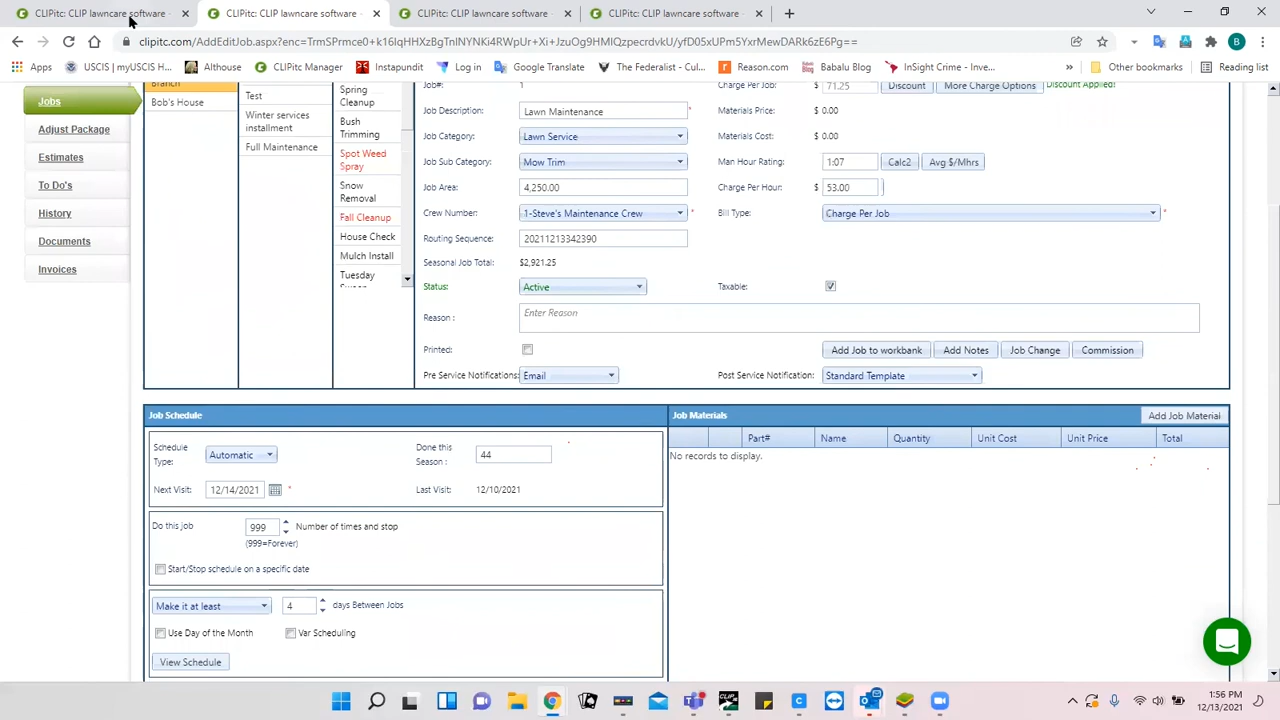 CLIPitc: CLIP lawncare software -
CLIPitc: CLIP lawncare software -
CLIPitc: CLIP lawncare software -
CLIPitc: CLIP lawncare software -
Apps
USCIS | myUSCIS H...
Althouse
CLIPitc Manager
Instapundit
Log in
Google Translate
The Federalist - Cul...
Reason.com
Babalu Blog
InSight Crime - Inve...
»
Other bookmarks
Reading list
B
Jobs
Adjust Package
Estimates
To Do's
History
Documents
Invoices
Branch
Bob's House
Test
Winter services installment
Full Maintenance
Spring Cleanup
Bush Trimming
Spot Weed Spray
Snow Removal
Fall Cleanup
House Check
Mulch Install
Tuesday
Job#: 1
Charge Per Job: $ 71.25 Discount More Charge Options Discount Applied!
Job Description: Lawn Maintenance *
Materials Price: $ 0.00
Job Category: Lawn Service
Materials Cost: $ 0.00
Job Sub Category: Mow Trim
Man Hour Rating: 1:07 Calc2 Avg $/Mhrs
Job Area: 4,250.00
Charge Per Hour: $ 53.00
Crew Number: 1-Steve's Maintenance Crew *
Bill Type: Charge Per Job *
Routing Sequence: 20211213342390
Seasonal Job Total: $2,921.25
Status: Active
Taxable:
Reason : Enter Reason
Printed:
Add Job to workbank Add Notes Job Change Commission
Pre Service Notifications: Email
Post Service Notification: Standard Template
Job Schedule
Job Materials
Add Job Material
Schedule Type: Automatic
Done this Season : 44
Next Visit: 12/14/2021 *
Last Visit: 12/10/2021
Do this job 999 Number of times and stop
(999=Forever)
Start/Stop schedule on a specific date
Make it at least 4 days Between Jobs
Use Day of the Month
Var Scheduling
View Schedule
Part# Name Quantity Unit Cost Unit Price Total
No records to display.
1:56 PM
12/13/2021